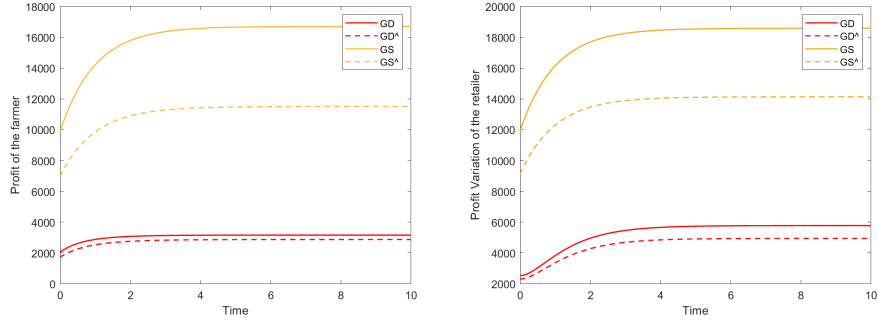 18000
16000
14000
12000
10000
8000
6000
4000
2000
0
Profit of the farmer
0 2 4 6 8 10
Time
GD
GD^
GS
GS^
20000
18000
16000
14000
12000
10000
8000
6000
4000
2000
Profit Variation of the retailer
0 2 4 6 8 10
Time
GD
GD^
GS
GS^